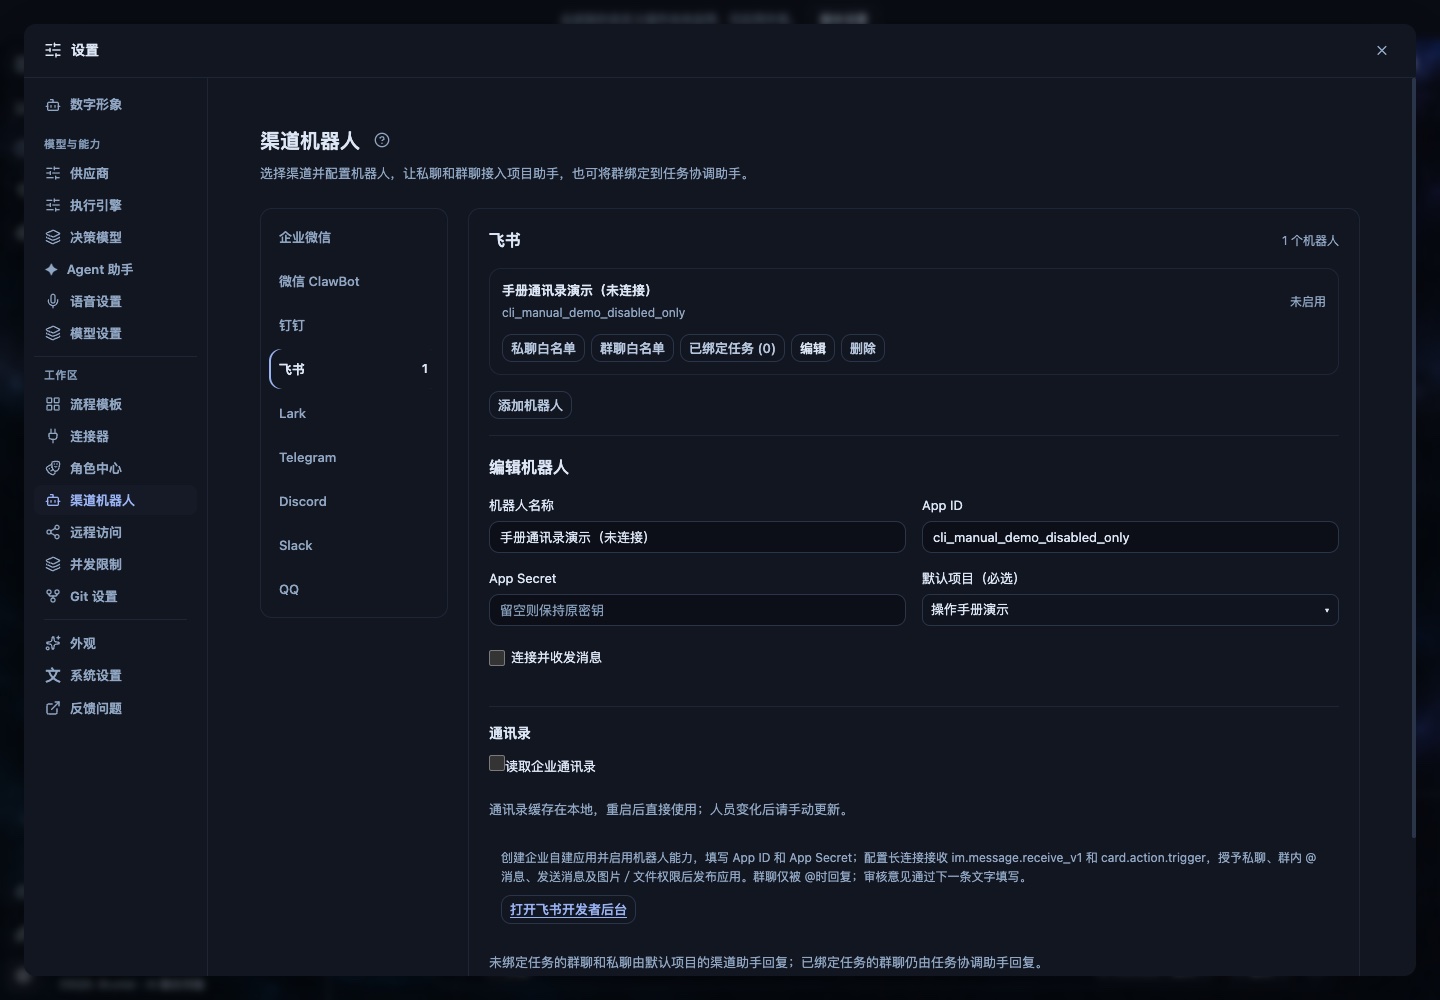 设置
数字形象
模型与能力
供应商
执行引擎
决策模型
Agent 助手
语音设置
模型设置
工作区
流程模板
连接器
角色中心
渠道机器人
远程访问
并发限制
Git 设置
外观
系统设置
反馈问题
渠道机器人
选择渠道并配置机器人，让私聊和群聊接入项目助手，也可将群绑定到任务协调助手。
企业微信
微信 ClawBot
钉钉
飞书 1
Lark
Telegram
Discord
Slack
QQ
飞书 1 个机器人
手册通讯录演示（未连接）
cli_manual_demo_disabled_only
未启用
私聊白名单 群聊白名单 已绑定任务 (0) 编辑 删除
添加机器人
编辑机器人
机器人名称 App ID
手册通讯录演示（未连接） cli_manual_demo_disabled_only
App Secret 默认项目（必选）
留空则保持原密钥 操作手册演示
连接并收发消息
通讯录
读取企业通讯录
通讯录缓存在本地，重启后直接使用；人员变化后请手动更新。
创建企业自建应用并启用机器人能力，填写 App ID 和 App Secret；配置长连接接收 im.message.receive_v1 和 card.action.trigger，授予私聊、群内 @
消息、发送消息及图片 / 文件权限后发布应用。群聊仅被 @时回复；审核意见通过下一条文字填写。
打开飞书开发者后台
未绑定任务的群聊和私聊由默认项目的渠道助手回复；已绑定任务的群聊仍由任务协调助手回复。